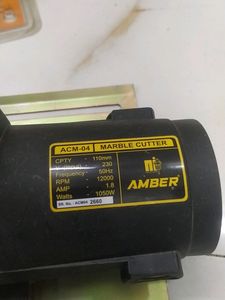 ACM-04 MARBLE CUTTER
CPTY - 110mm
- 230
Frequency - 50Hz
RPM - 12000
AMP - 1.8
Watts - 1050W
SR. No. : ACM04 2660
AMBER